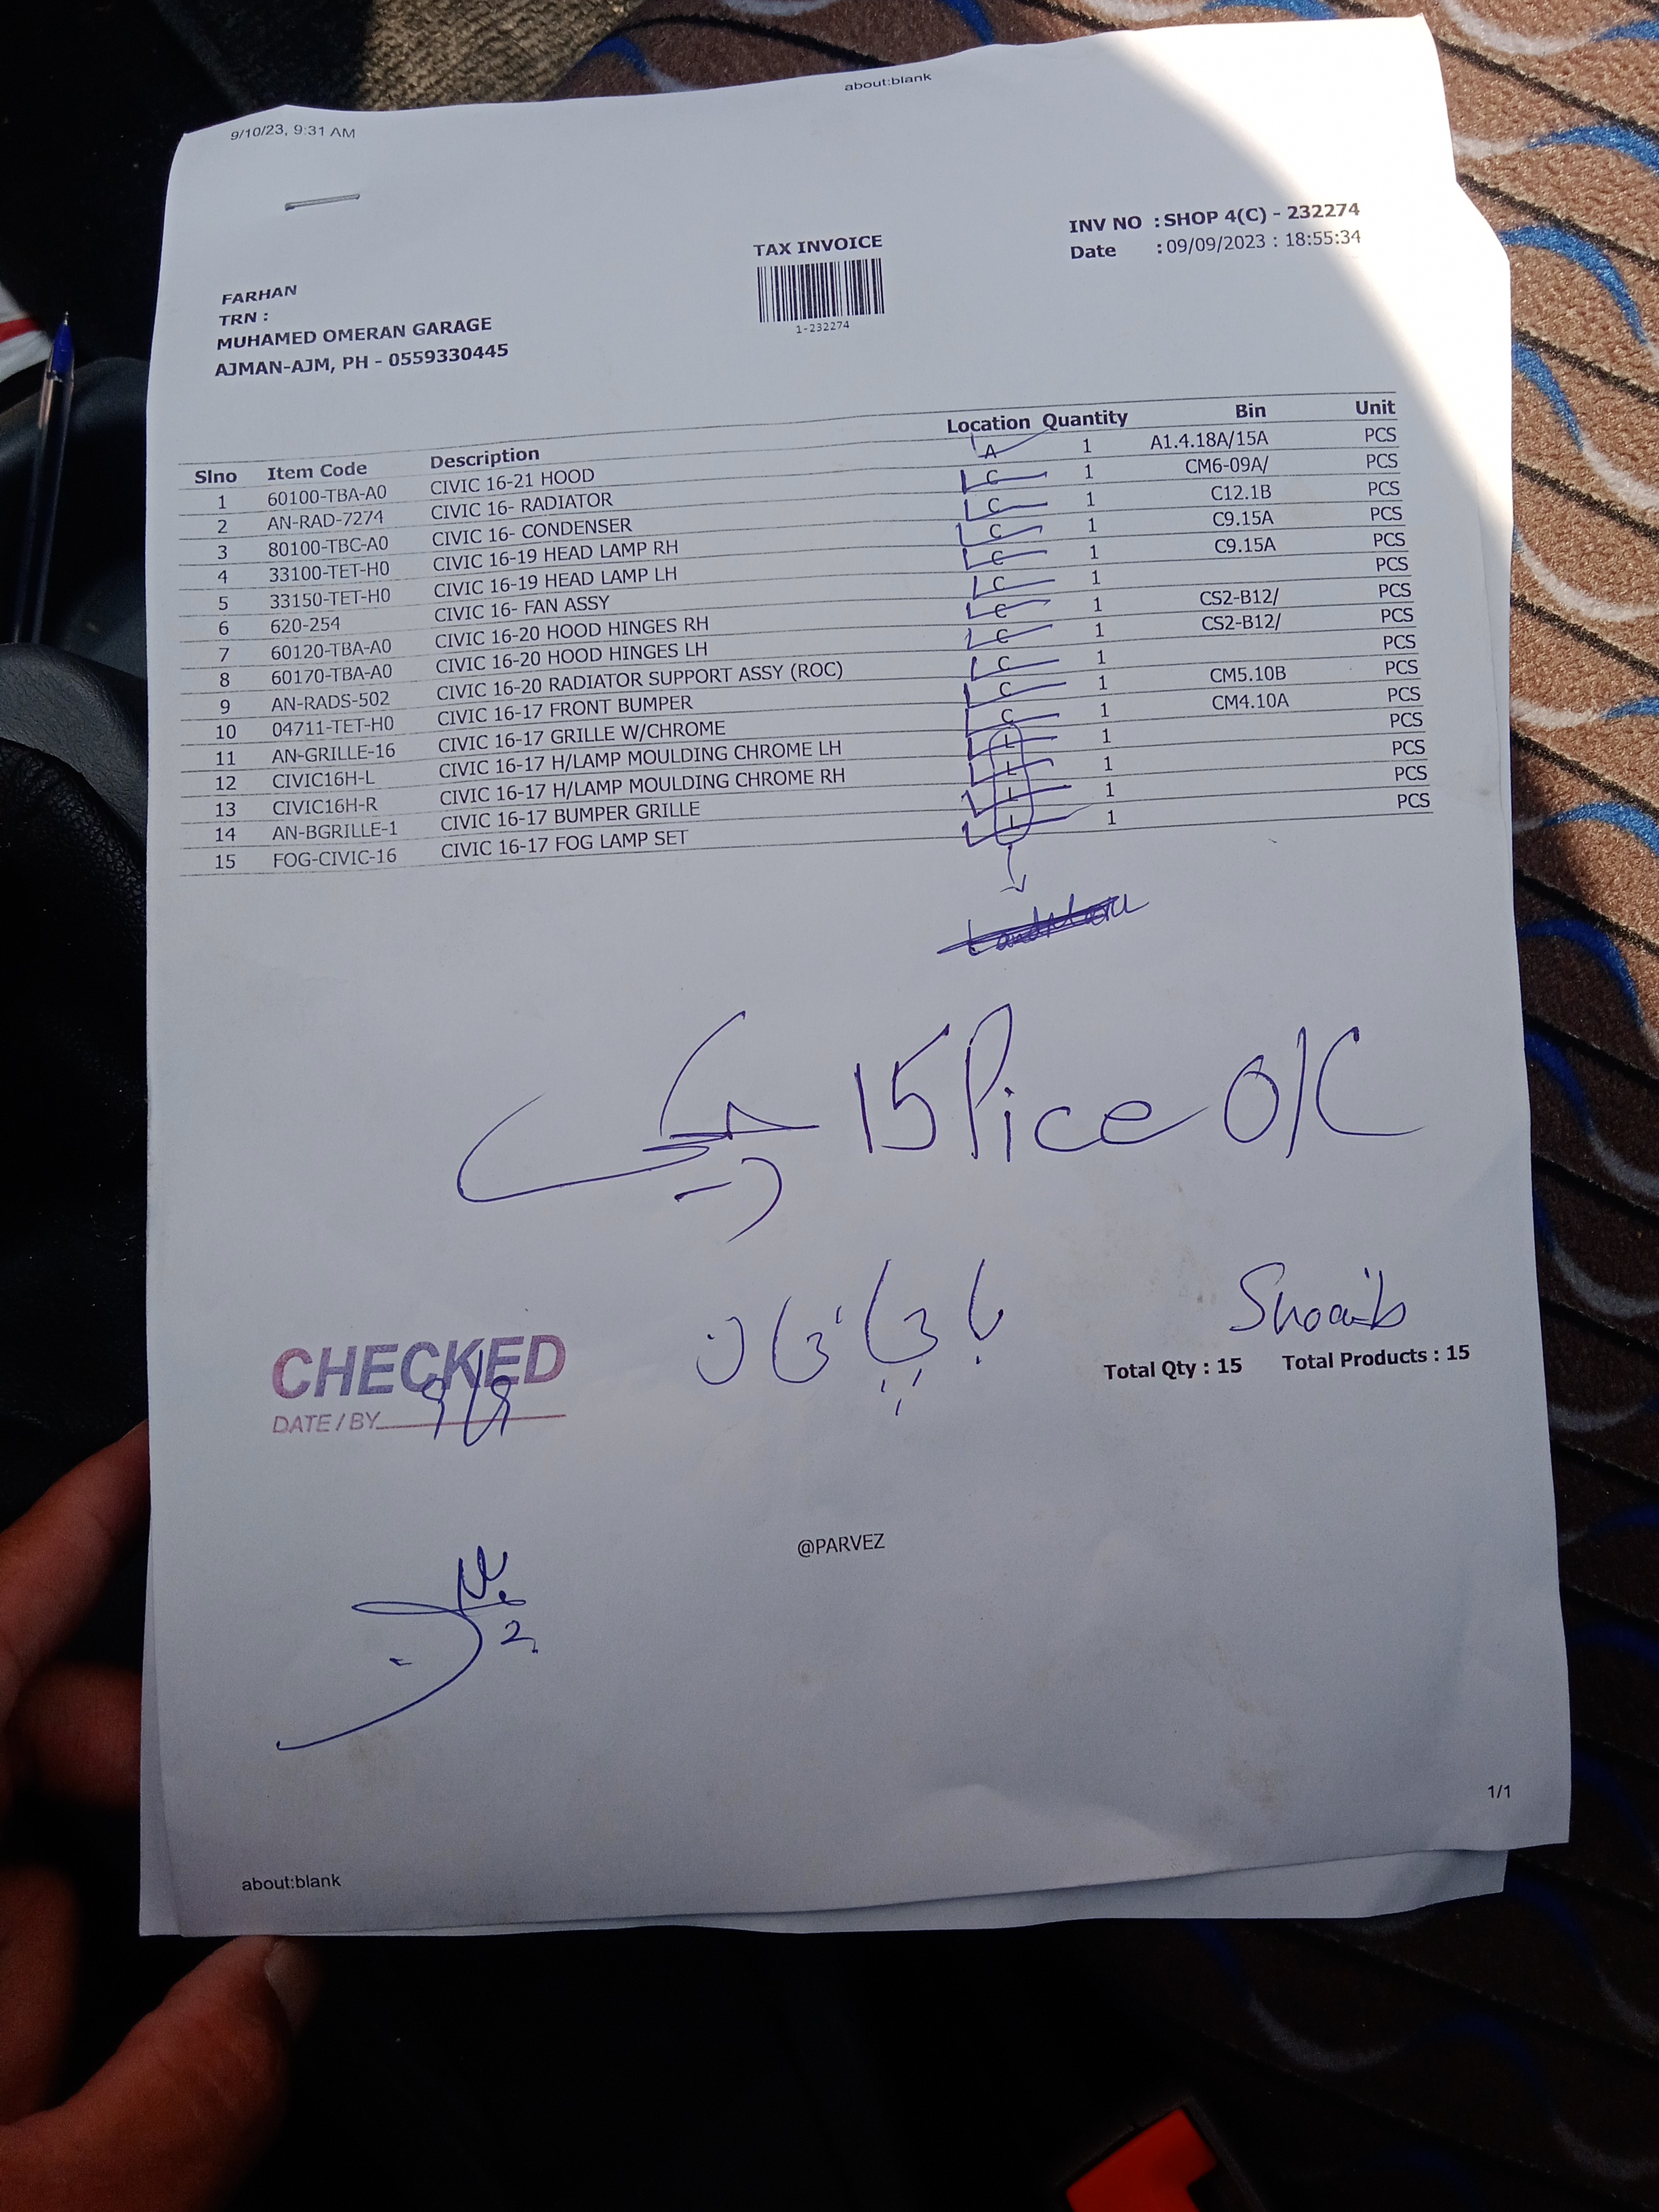 about:blank
9/10/23, 9:31 AM
INV NO : SHOP 4(C) - 232274
Date : 09/09/2023 : 18:55:34
TAX INVOICE
1-232274
FARHAN
TRN :
MUHAMED OMERAN GARAGE
AJMAN-AJM, PH - 0559330445
Slno Item Code Description Location Quantity Bin Unit
1 60100-TBA-A0 CIVIC 16-21 HOOD A 1 A1.4.18A/15A PCS
2 AN-RAD-7274 CIVIC 16- RADIATOR C 1 CM6-09A/ PCS
3 80100-TBC-A0 CIVIC 16- CONDENSER C 1 C12.1B PCS
4 33100-TET-H0 CIVIC 16-19 HEAD LAMP RH C 1 C9.15A PCS
5 33150-TET-H0 CIVIC 16-19 HEAD LAMP LH C 1 C9.15A PCS
6 620-254 CIVIC 16- FAN ASSY C 1 PCS
7 60120-TBA-A0 CIVIC 16-20 HOOD HINGES RH C 1 CS2-B12/ PCS
8 60170-TBA-A0 CIVIC 16-20 HOOD HINGES LH C 1 CS2-B12/ PCS
9 AN-RADS-502 CIVIC 16-20 RADIATOR SUPPORT ASSY (ROC) C 1 PCS
10 04711-TET-H0 CIVIC 16-17 FRONT BUMPER C 1 CM5.10B PCS
11 AN-GRILLE-16 CIVIC 16-17 GRILLE W/CHROME C 1 CM4.10A PCS
12 CIVIC16H-L CIVIC 16-17 H/LAMP MOULDING CHROME LH L 1 PCS
13 CIVIC16H-R CIVIC 16-17 H/LAMP MOULDING CHROME RH L 1 PCS
14 AN-BGRILLE-1 CIVIC 16-17 BUMPER GRILLE L 1 PCS
15 FOG-CIVIC-16 CIVIC 16-17 FOG LAMP SET L 1 PCS
15 Pice O/C
Shoaib
CHECKED
DATE / BY 9/9
Total Qty : 15 Total Products : 15
@PARVEZ
1/1
about:blank